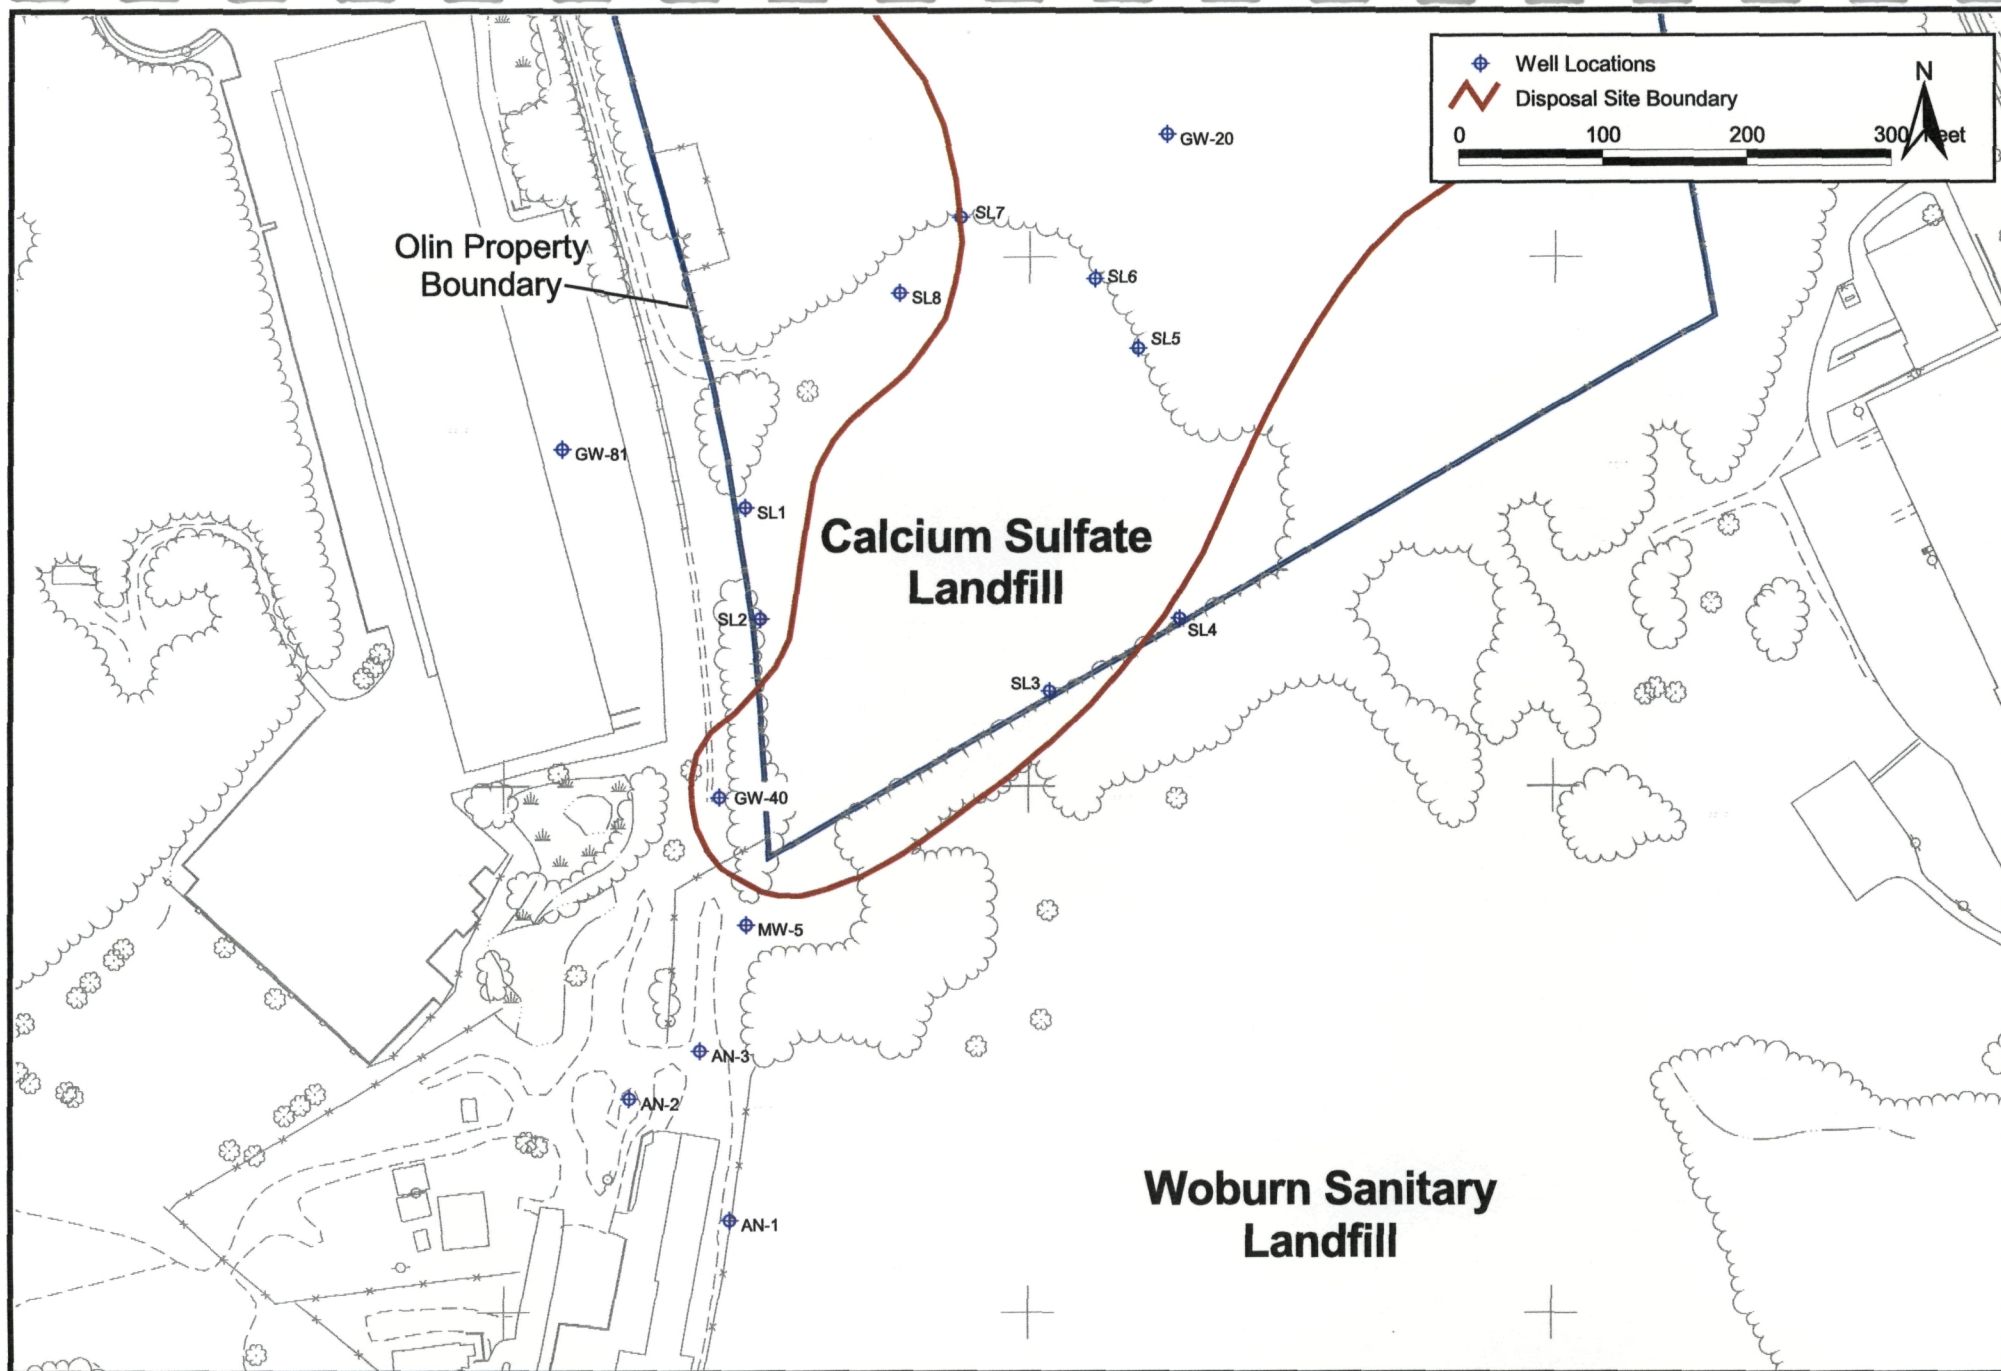 Well Locations
Disposal Site Boundary
N
0 100 200 300 Feet
GW-20
SL7
Olin Property
Boundary
SL6
SL8
SL5
GW-81
SL1
Calcium Sulfate
Landfill
SL2
SL4
SL3
GW-40
MW-5
AN-3
AN-2
Woburn Sanitary
Landfill
AN-1